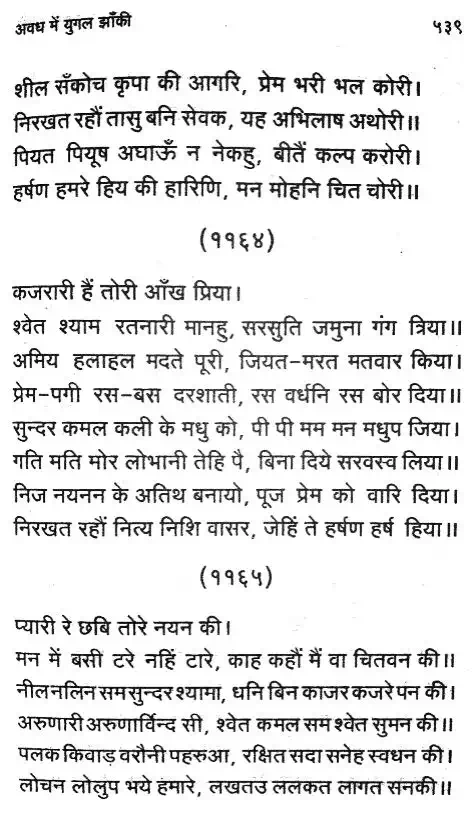 अवध में युगल झाँकी
५३९
शील सँकोच कृपा की आगरि, प्रेम भरी भल कोरी।
निरखत रहौं तासु बनि सेवक, यह अभिलाष अथोरी॥
पियत पियूष अघाऊँ न नेकहु, बीतैं कल्प करोरी।
हर्षण हमरे हिय की हारिणि, मन मोहनि चित चोरी॥
(११६४)
कजरारी हैं तोरी आँख प्रिया।
श्वेत श्याम रतनारी मानहु, सरसुति जमुना गंग त्रिया॥
अमिय हलाहल मदते पूरी, जियत-मरत मतवार किया।
प्रेम-पगी रस-बस दरशाती, रस वर्धनि रस बोर दिया॥
सुन्दर कमल कली के मधु को, पी पी मम मन मधुप जिया।
गति मति मोर लोभानी तेहि पै, बिना दिये सरवस्व लिया॥
निज नयनन के अतिथ बनायो, पूज प्रेम को वारि दिया।
निरखत रहौं नित्य निशि वासर, जेहिं ते हर्षण हर्ष हिया॥
(११६५)
प्यारी रे छबि तोरे नयन की।
मन में बसी टरे नहिं टारे, काह कहौं मैं वा चितवन की॥
नील नलिन सम सुन्दर श्यामा, धनि बिन काजर कजरे पन की।
अरुणारी अरुणार्विन्द सी, श्वेत कमल सम श्वेत सुमन की॥
पलक किवाड़ वरौनी पहरुआ, रक्षित सदा सनेह स्वधन की।
लोचन लोलुप भये हमारे, लखतउ ललकत लागत सनकी॥